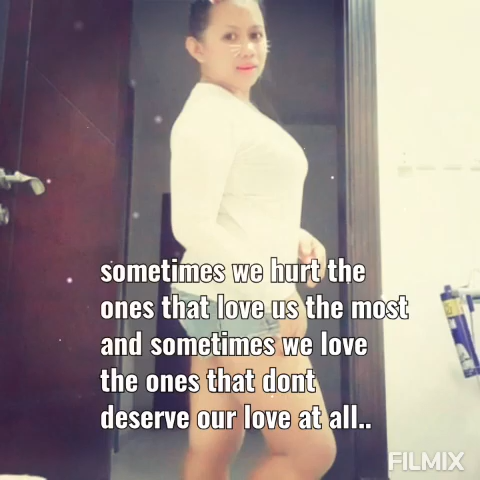 sometimes we hurt the
ones that love us the most
and sometimes we love
the ones that dont
deserve our love at all..
FILMIX